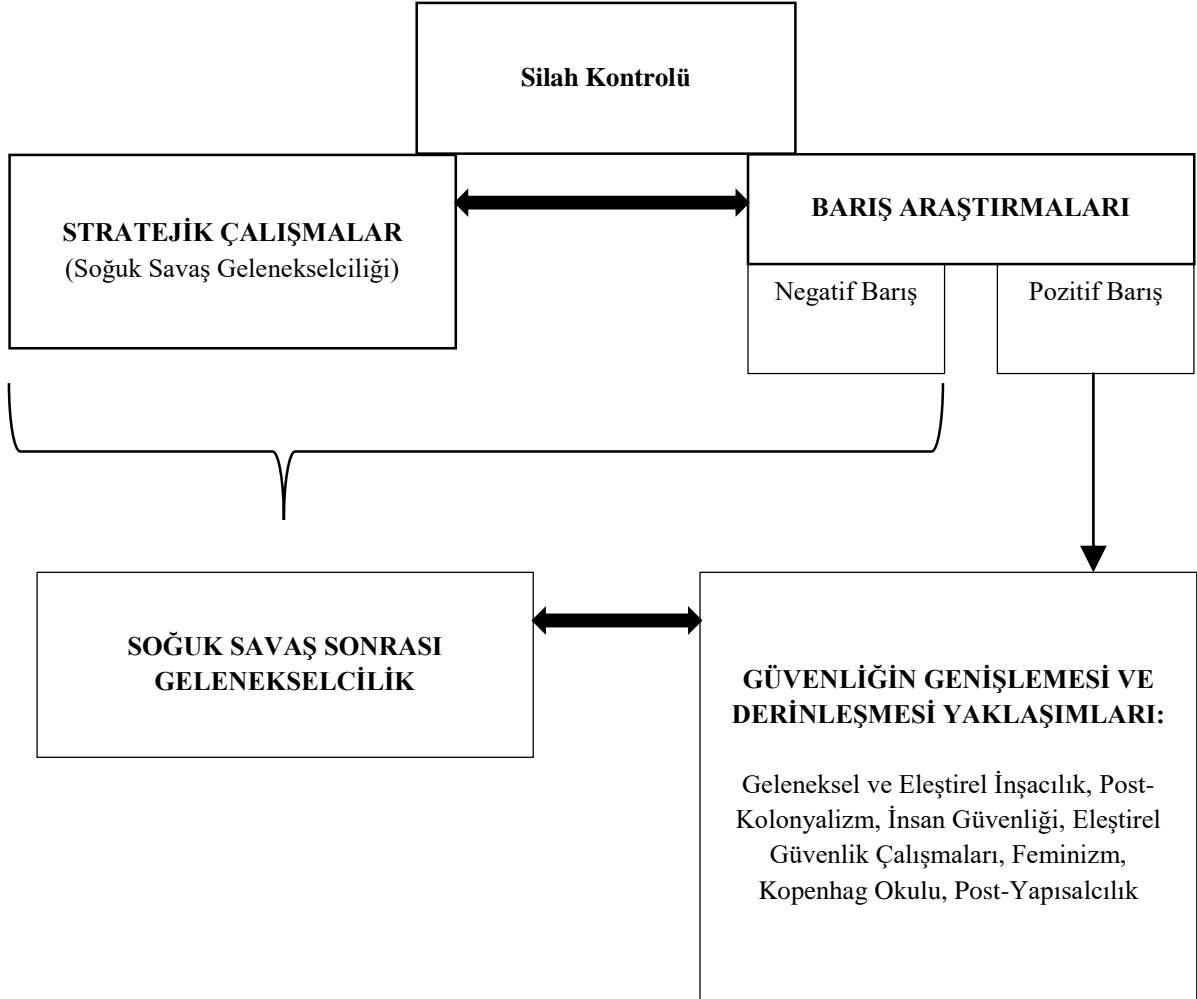 Silah Kontrolü
STRATEJİK ÇALIŞMALAR
(Soğuk Savaş Gelenekselciliği)
BARIŞ ARAŞTIRMALARI
Negatif Barış
Pozitif Barış
SOĞUK SAVAŞ SONRASI
GELENEKSELCİLİK
GÜVENLİĞİN GENİŞLEMESİ VE
DERİNLEŞMESİ YAKLAŞIMLARI:
Geleneksel ve Eleştirel İnşacılık, Post-
Kolonyalizm, İnsan Güvenliği, Eleştirel
Güvenlik Çalışmaları, Feminizm,
Kopenhag Okulu, Post-Yapısalcılık